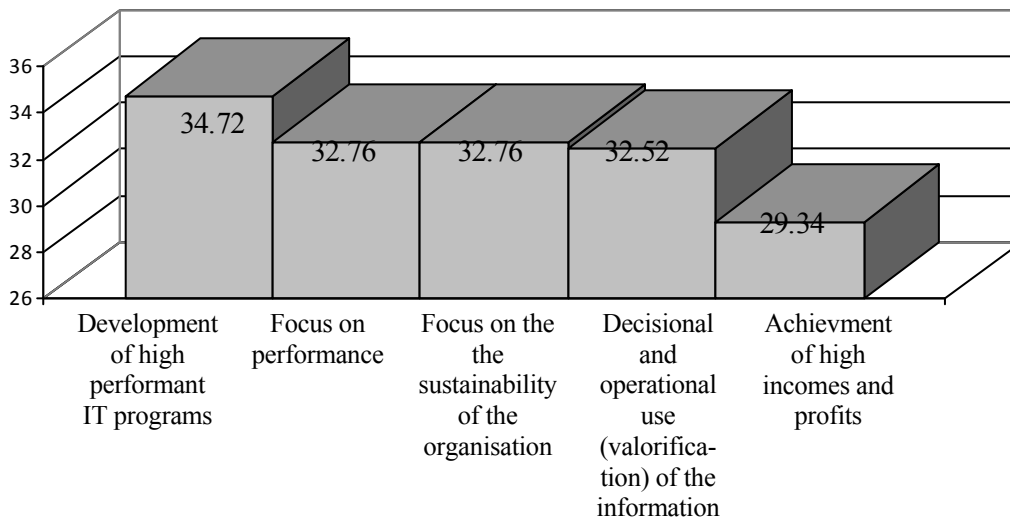 36
34
32
30
28
26
34.72
32.76
32.76
32.52
29.34
Development
of high
performant
IT programs
Focus on
performance
Focus on the
the
sustainability
of the
organisation
Decisional
and
operational
use
(valorifica-
tion) of the
information
Achievment
of high
incomes and
profits